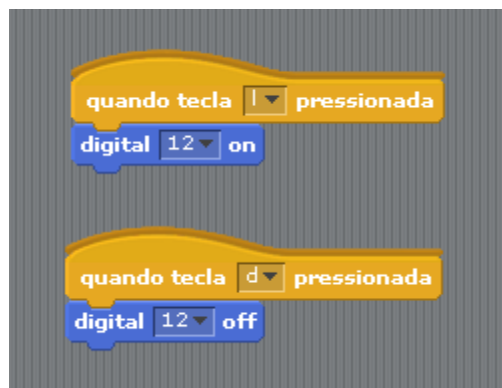 quando tecla l pressionada
digital 12 on
quando tecla d pressionada
digital 12 off